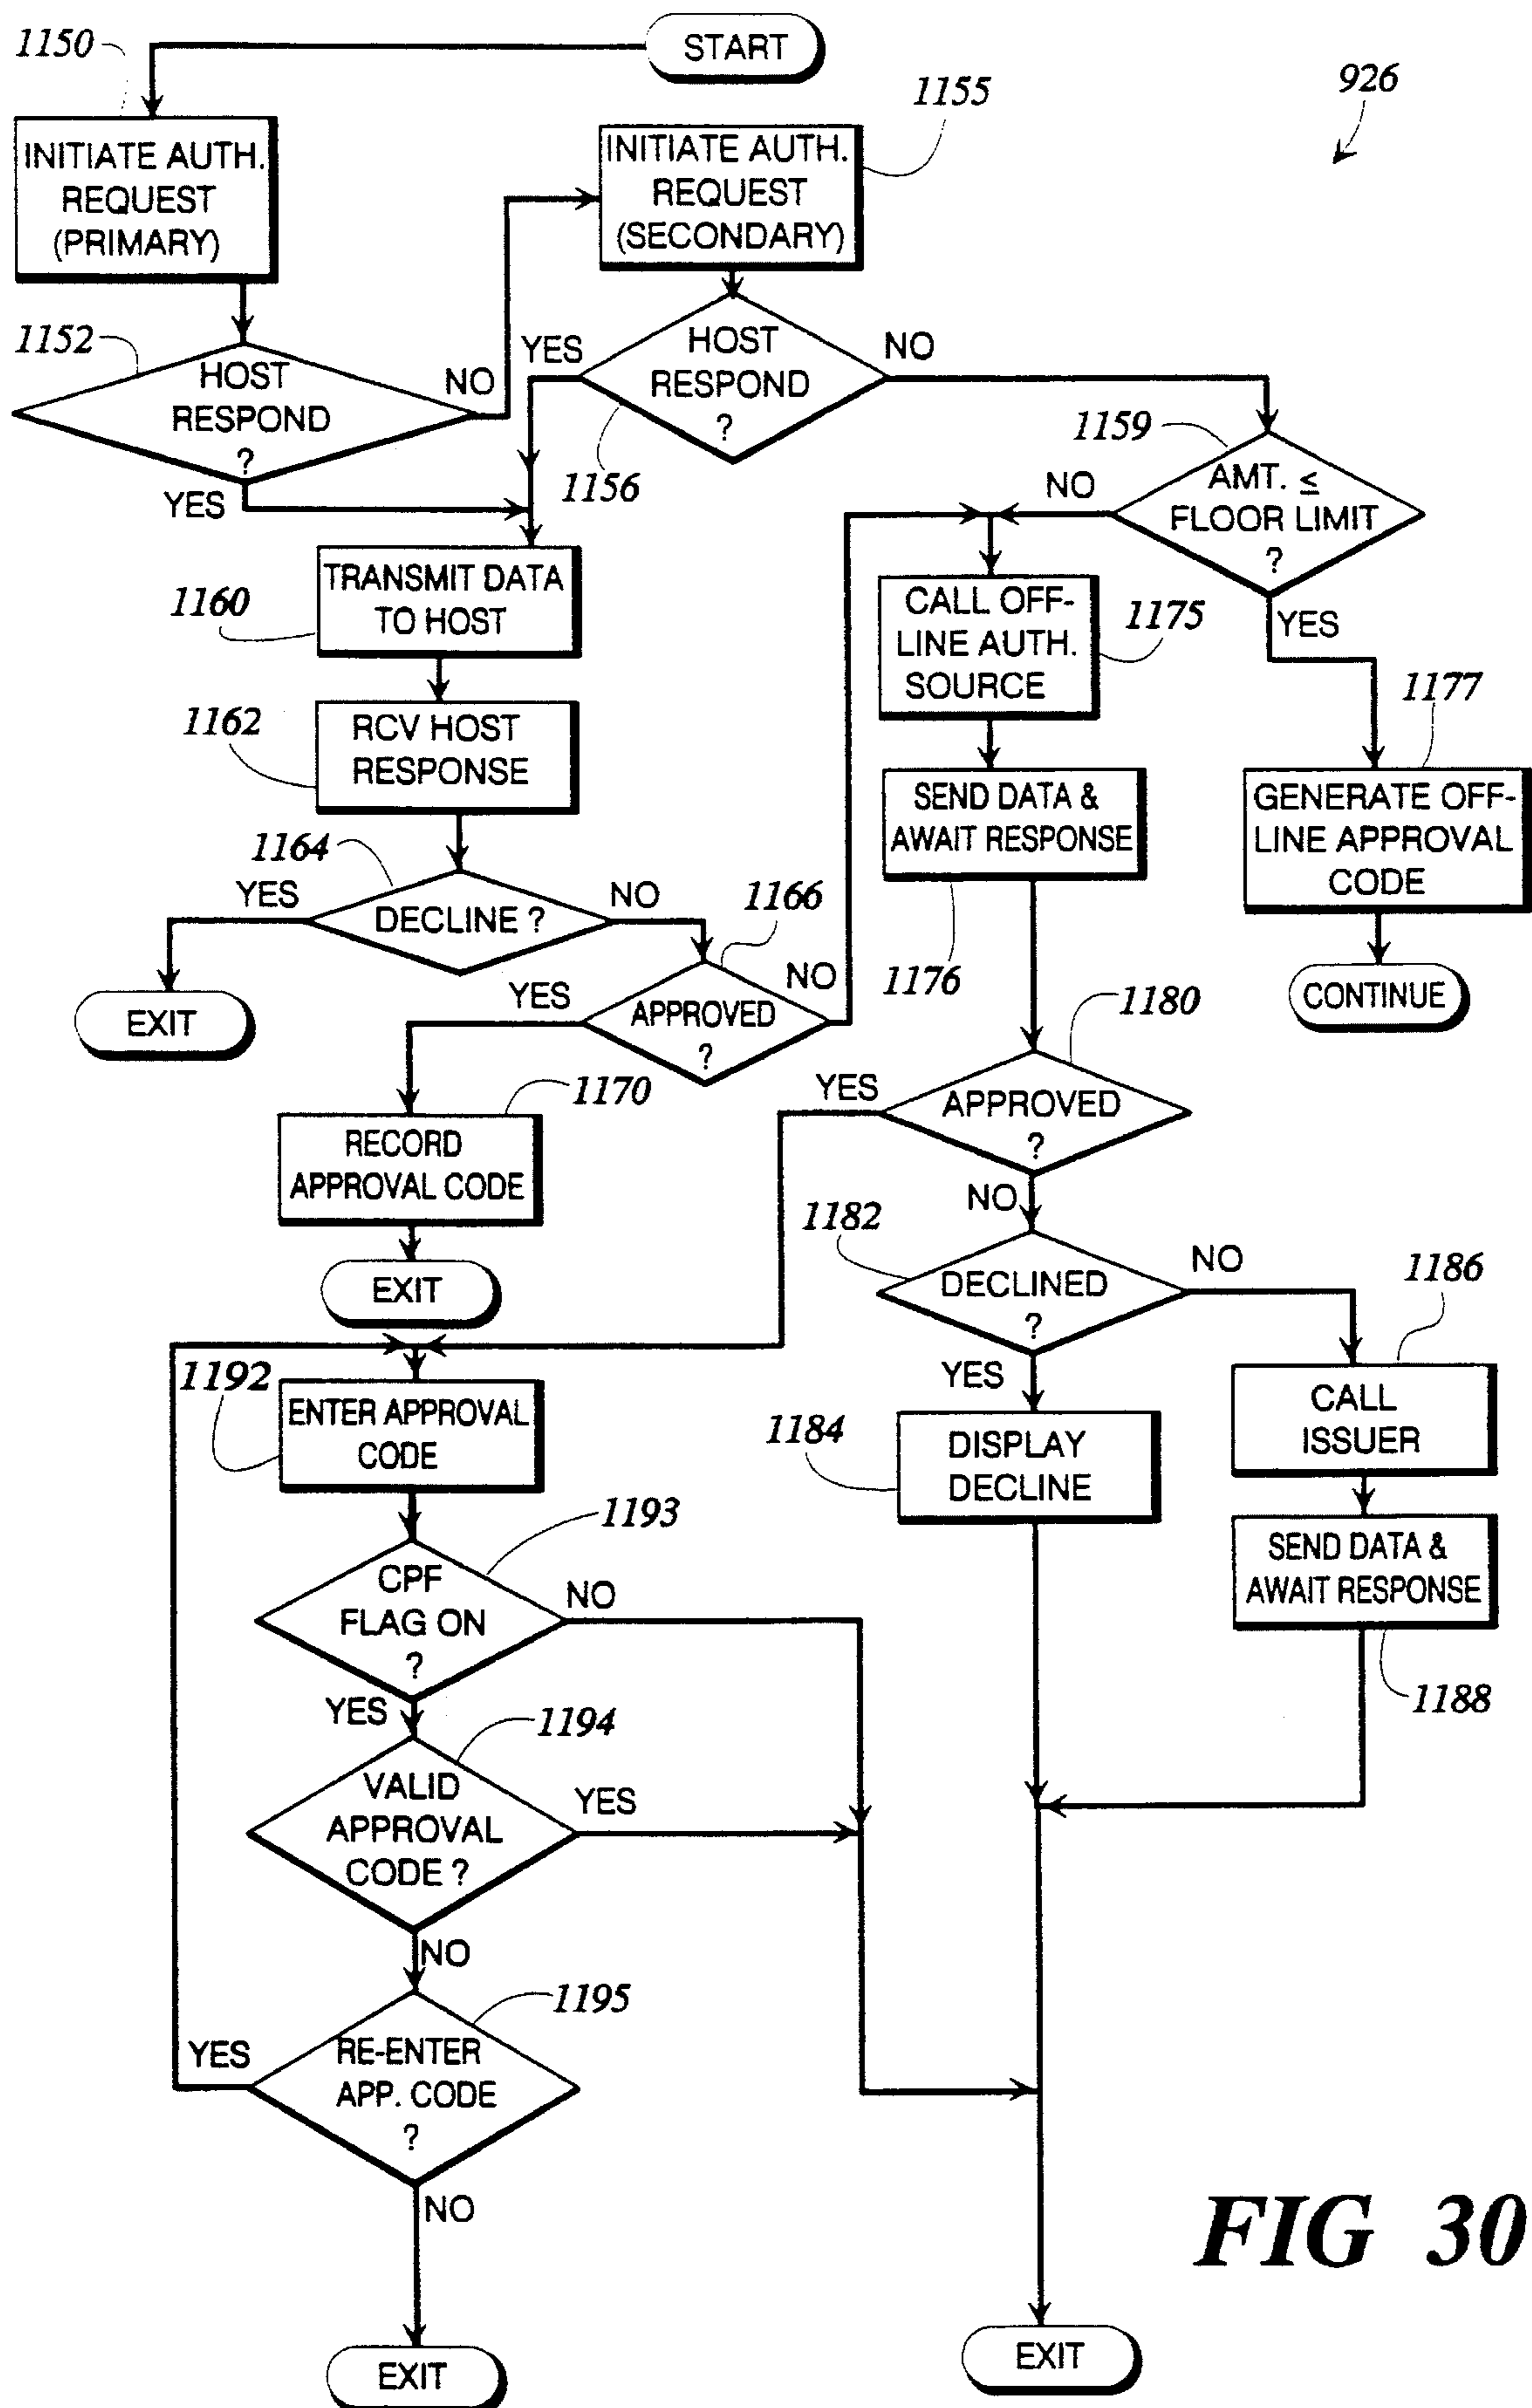 START
1150
926
1155
INITIATE AUTH.
REQUEST
(PRIMARY)
INITIATE AUTH.
REQUEST
(SECONDARY)
1152
HOST
RESPOND
?
NO
YES
YES
HOST
RESPOND
?
NO
1156
1159
AMT. ≤
FLOOR LIMIT
?
NO
YES
1160
TRANSMIT DATA
TO HOST
CALL OFF-
LINE AUTH.
SOURCE
1175
1162
RCV HOST
RESPONSE
1177
SEND DATA &
AWAIT RESPONSE
1176
GENERATE OFF-
LINE APPROVAL
CODE
CONTINUE
1164
YES
DECLINE ?
NO
EXIT
1166
YES
APPROVED
?
NO
1170
RECORD
APPROVAL CODE
EXIT
1180
YES
APPROVED
?
NO
1182
DECLINED
?
NO
YES
1186
CALL
ISSUER
1184
DISPLAY
DECLINE
SEND DATA &
AWAIT RESPONSE
1188
1192
ENTER APPROVAL
CODE
1193
CPF
FLAG ON
?
NO
YES
1194
VALID
APPROVAL
CODE ?
YES
NO
1195
YES
RE-ENTER
APP. CODE
?
NO
EXIT
EXIT
FIG 30